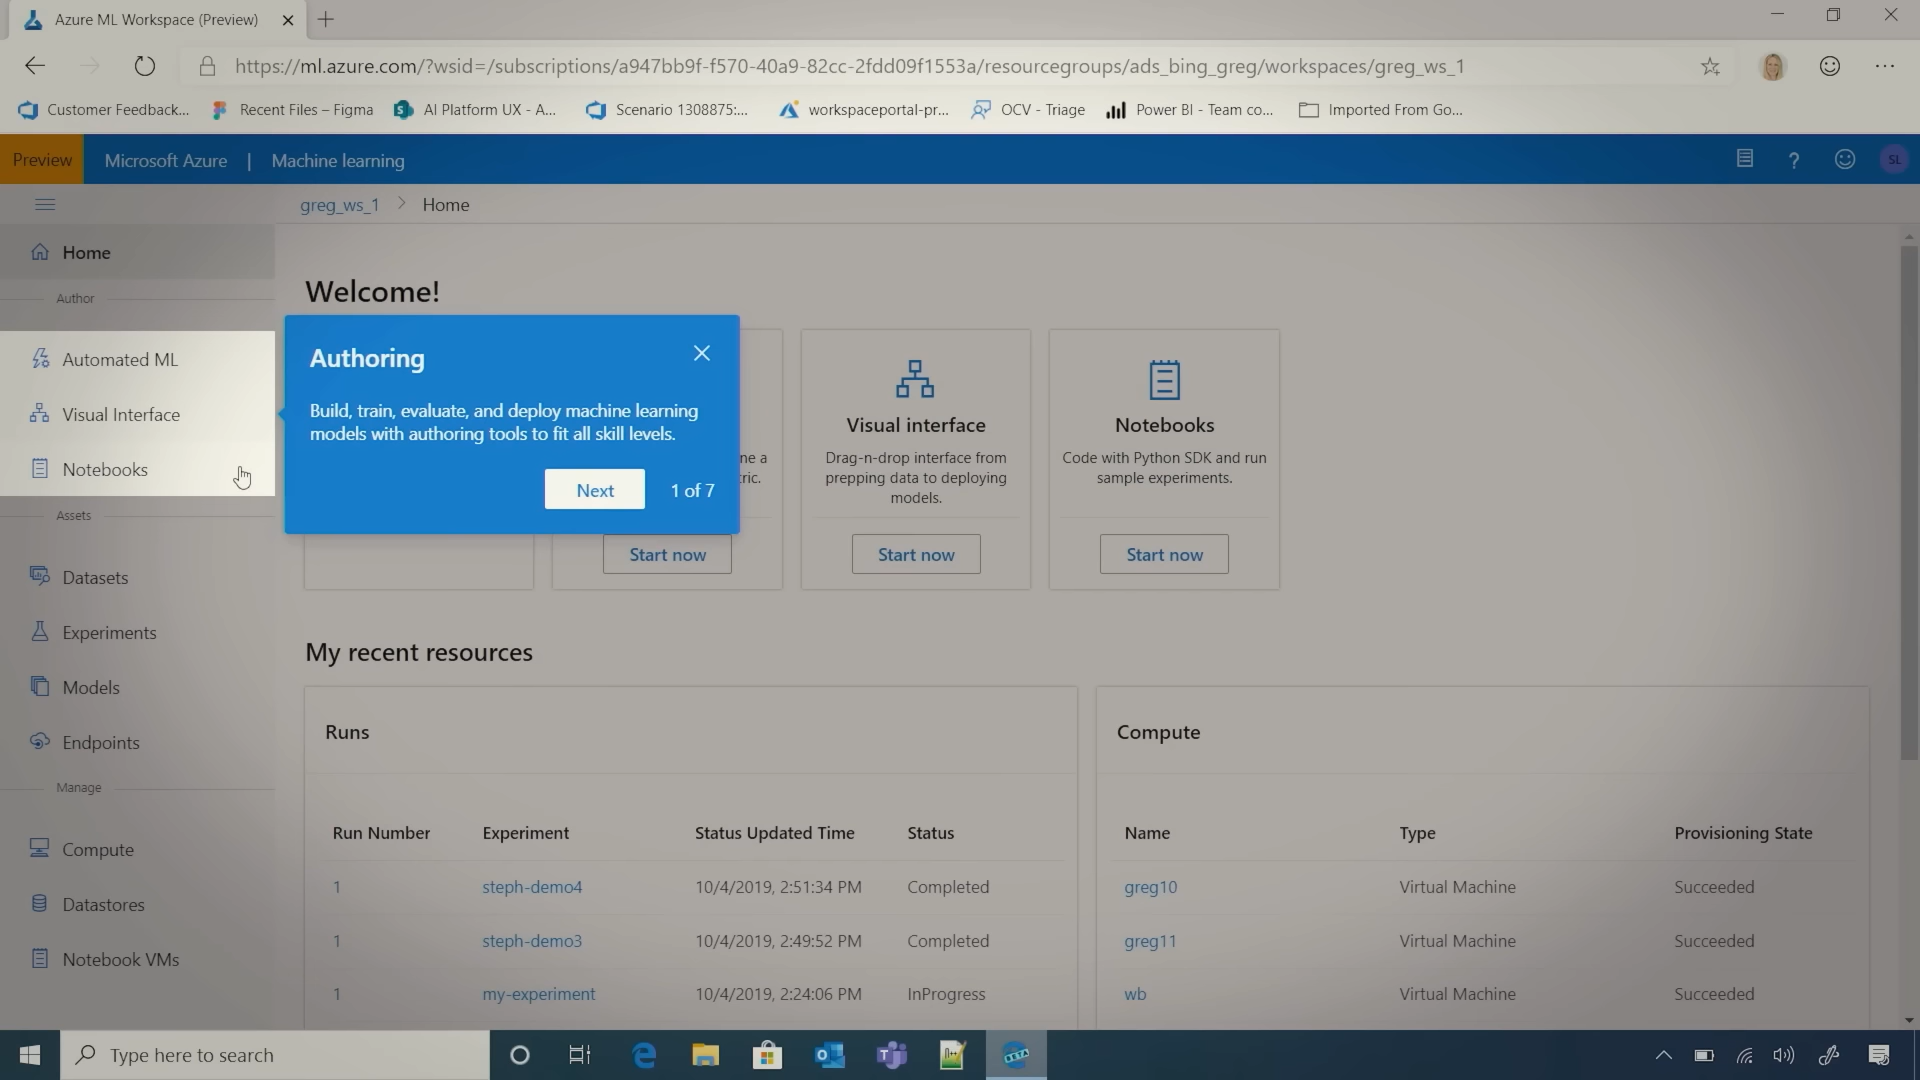 Azure ML Workspace (Preview)
https://ml.azure.com/?wsid=/subscriptions/a947bb9f-f570-40a9-82cc-2fdd09f1553a/resourcegroups/ads_bing_greg/workspaces/greg_ws_1
Customer Feedback...
Recent Files – Figma
AI Platform UX - A...
Scenario 1308875:...
workspaceportal-pr...
OCV - Triage
Power BI - Team co...
Imported From Go...
Preview
Microsoft Azure | Machine learning
?
SL
greg_ws_1 > Home
Home
Author
Automated ML
Visual Interface
Notebooks
Assets
Datasets
Experiments
Models
Endpoints
Manage
Compute
Datastores
Notebook VMs
Welcome!
Authoring
Build, train, evaluate, and deploy machine learning
models with authoring tools to fit all skill levels.
Next
1 of 7
ne a
ric.
Start now
Visual interface
Drag-n-drop interface from
prepping data to deploying
models.
Start now
Notebooks
Code with Python SDK and run
sample experiments.
Start now
My recent resources
Runs
Run Number Experiment Status Updated Time Status
1 steph-demo4 10/4/2019, 2:51:34 PM Completed
1 steph-demo3 10/4/2019, 2:49:52 PM Completed
1 my-experiment 10/4/2019, 2:24:06 PM InProgress
Compute
Name Type Provisioning State
greg10 Virtual Machine Succeeded
greg11 Virtual Machine Succeeded
wb Virtual Machine Succeeded
Type here to search
BETA